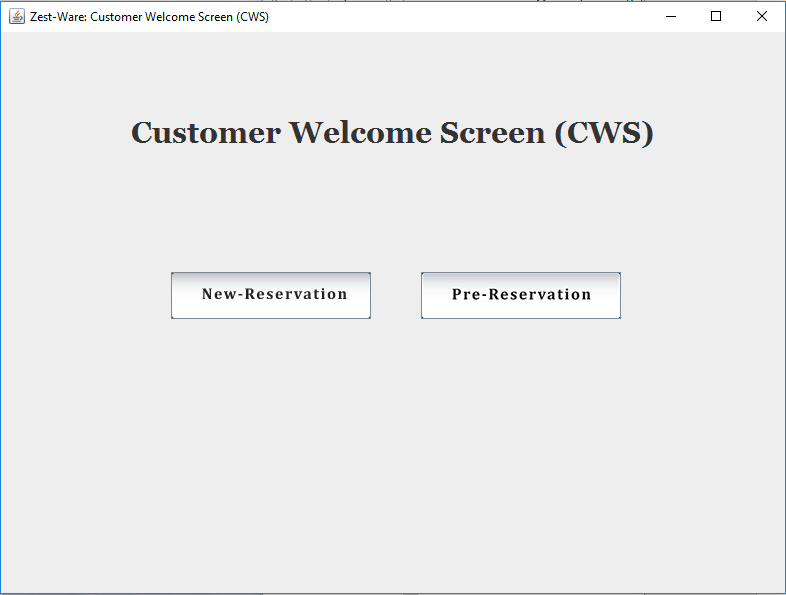 Zest-Ware: Customer Welcome Screen (CWS)
Customer Welcome Screen (CWS)
New-Reservation
Pre-Reservation